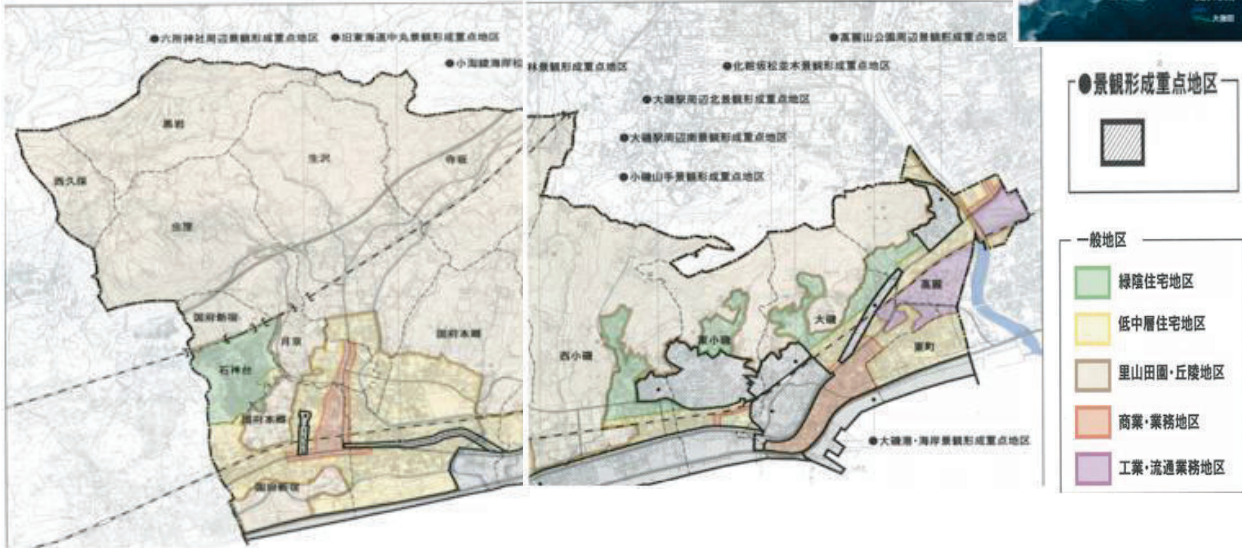 ●六所神社周辺景観形成重点地区
●旧東海道中丸景観形成重点地区
●小淘綾海岸松
林景観形成重点地区
●高麗山公園周辺景観形成重点地区
●化粧坂松並木景観形成重点地区
●大磯駅周辺北景観形成重点地区
●大磯駅周辺南景観形成重点地区
●小磯山手景観形成重点地区
●大磯港・海岸景観形成重点地区
黒岩
西久保
生沢
寺坂
虫窪
国府新宿
月京
国府本郷
石神台
国府本郷
国府新宿
西小磯
東小磯
大磯
高麗
東町
●景観形成重点地区
一般地区
緑陰住宅地区
低中層住宅地区
里山田園・丘陵地区
商業・業務地区
工業・流通業務地区